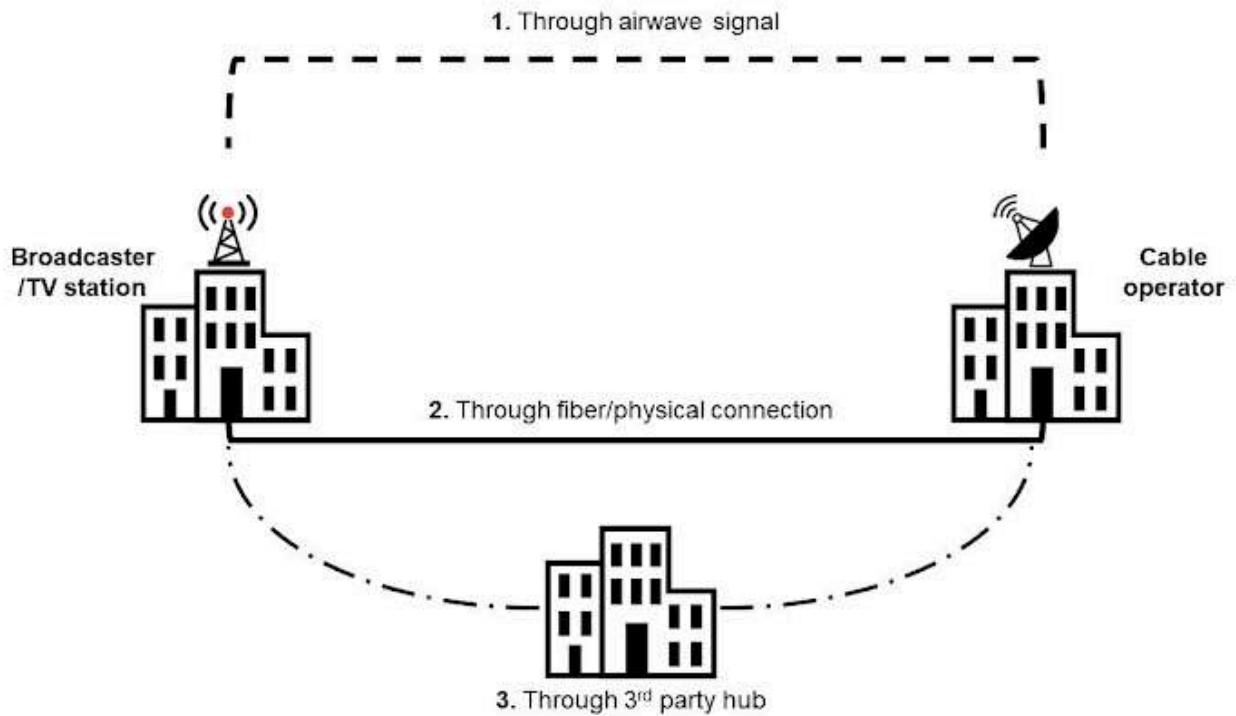 1. Through airwave signal
Broadcaster
/TV station
Cable
operator
2. Through fiber/physical connection
3. Through 3rd party hub